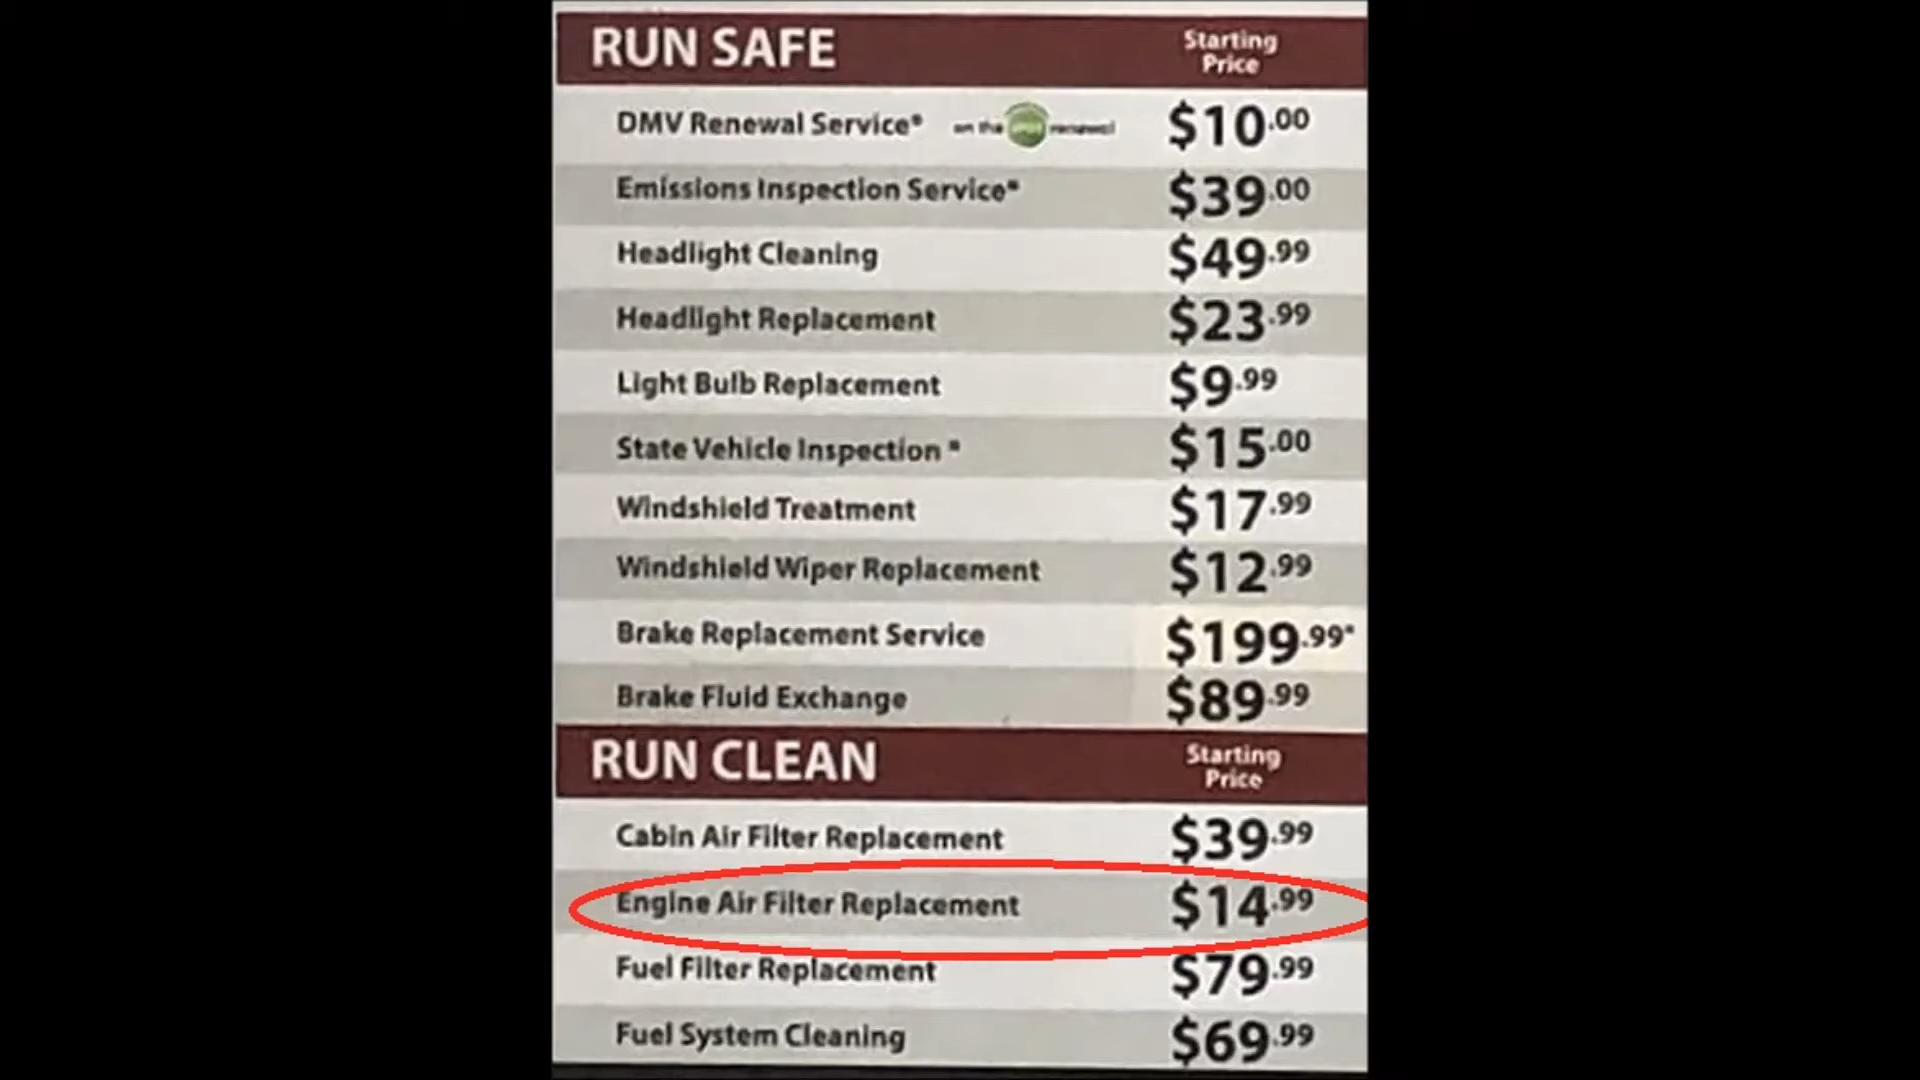 RUN SAFE Starting Price
DMV Renewal Service* on the renewal $10.00
Emissions Inspection Service* $39.00
Headlight Cleaning $49.99
Headlight Replacement $23.99
Light Bulb Replacement $9.99
State Vehicle Inspection * $15.00
Windshield Treatment $17.99
Windshield Wiper Replacement $12.99
Brake Replacement Service $199.99*
Brake Fluid Exchange $89.99
RUN CLEAN Starting Price
Cabin Air Filter Replacement $39.99
Engine Air Filter Replacement $14.99
Fuel Filter Replacement $79.99
Fuel System Cleaning $69.99